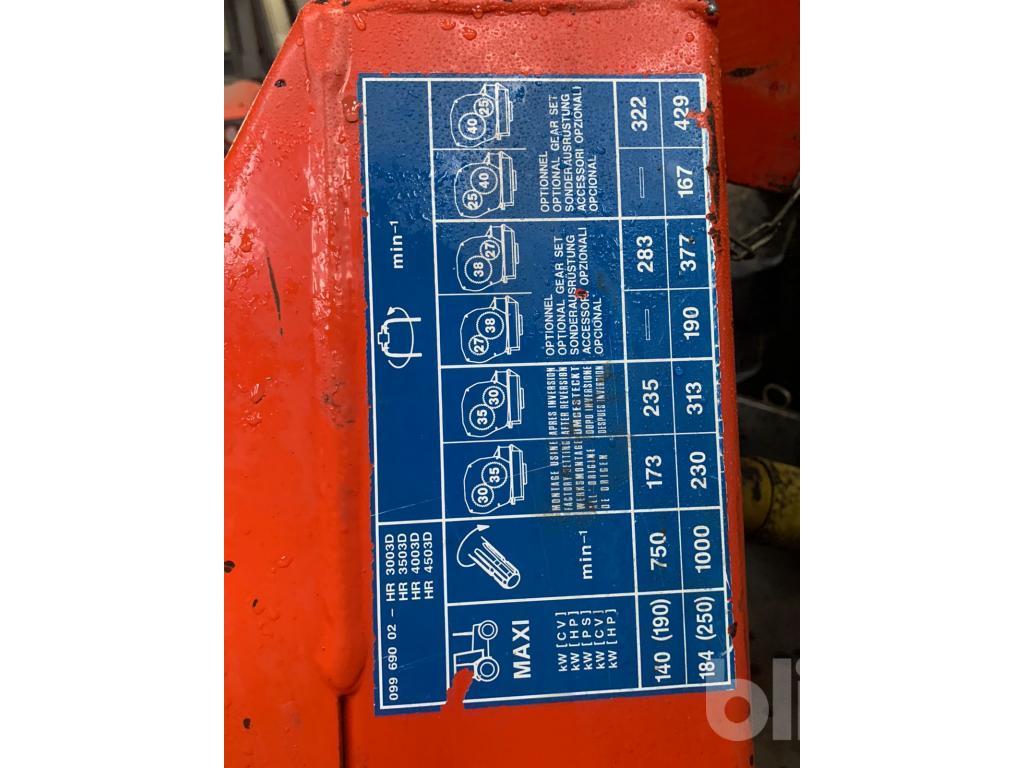 099 690 02 - HR 3003D
HR 3503D
HR 4003D
HR 4503D
min-1
30 35
35 30
27 38
38 27
25 40
40 25
MAXI
kW [CV]
kW [HP]
kW [PS]
kW [CV]
kW [HP]
min-1
MONTAGE USINE
FACTORY SETTING
WERKSMONTAGE
ALL' ORIGINE
DE ORIGEN
APRES INVERSION
AFTER REVERSION
UMGESTECKT
DOPO INVERSIONE
DESPUES INVERSION
OPTIONNEL
OPTIONAL GEAR SET
SONDERAUSRÜSTUNG
ACCESSORI OPZIONALI
OPCIONAL
OPTIONNEL
OPTIONAL GEAR SET
SONDERAUSRÜSTUNG
ACCESSORI OPZIONALI
OPCIONAL
140 (190) 750 173 235 — 283 — 322
184 (250) 1000 230 313 190 377 167 429
bli